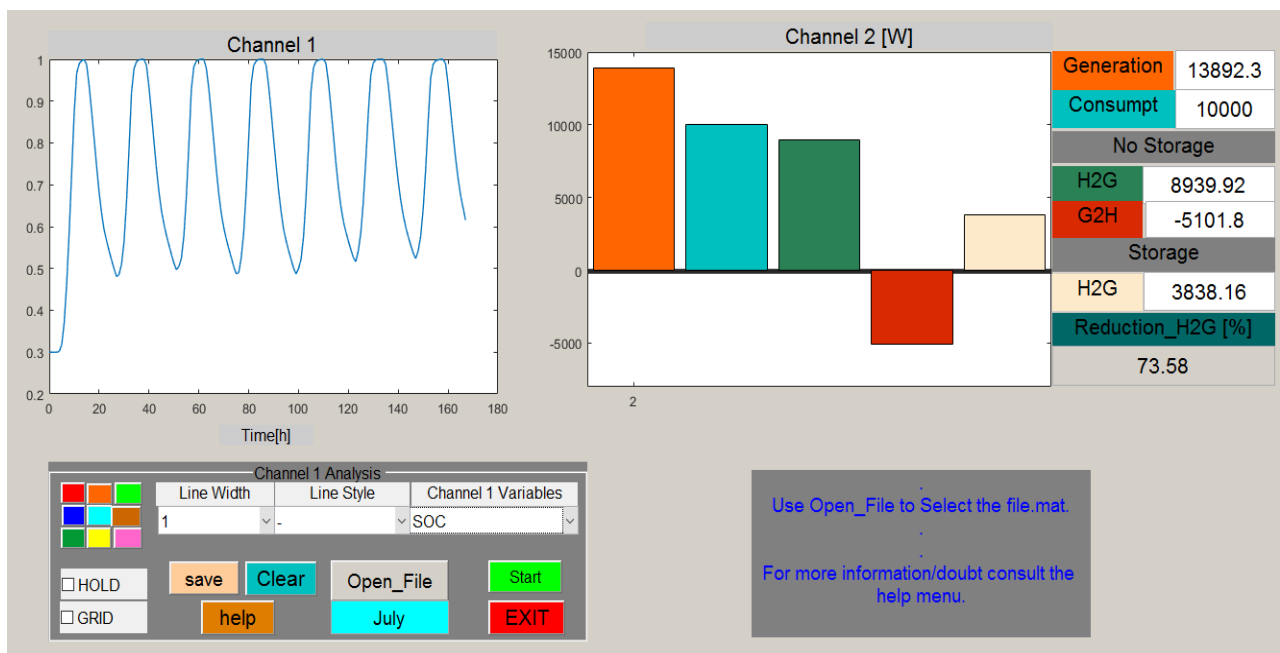 Channel 1
1
0.9
0.8
0.7
0.6
0.5
0.4
0.3
0.2
0 20 40 60 80 100 120 140 160 180
Time[h]
Channel 2 [W]
15000
10000
5000
0
-5000
2
Generation 13892.3
Consumpt 10000
No Storage
H2G 8939.92
G2H -5101.8
Storage
H2G 3838.16
Reduction_H2G [%]
73.58
Channel 1 Analysis
Line Width Line Style Channel 1 Variables
1 - SOC
HOLD
GRID
save Clear Open_File Start
help July EXIT
.
Use Open_File to Select the file.mat.
.
.
For more information/doubt consult the
help menu.